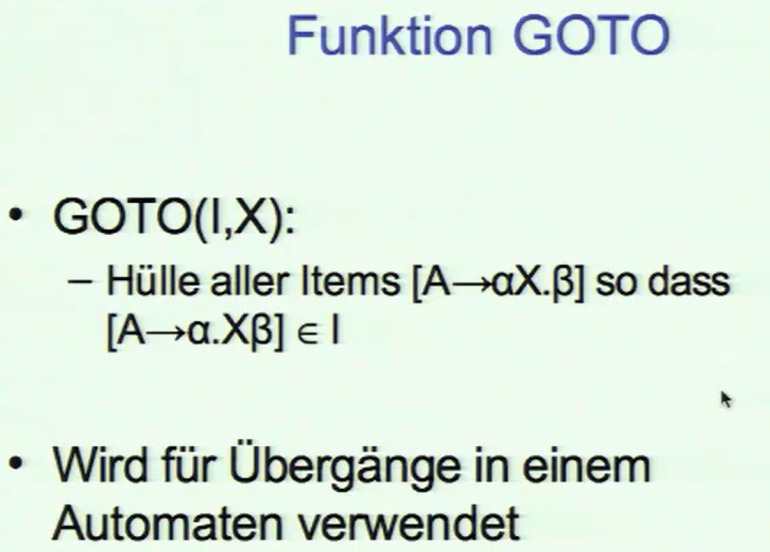 Funktion GOTO
• GOTO(I,X):
– Hülle aller Items [A→αX.β] so dass
[A→α.Xβ] ∈ I
• Wird für Übergänge in einem
Automaten verwendet